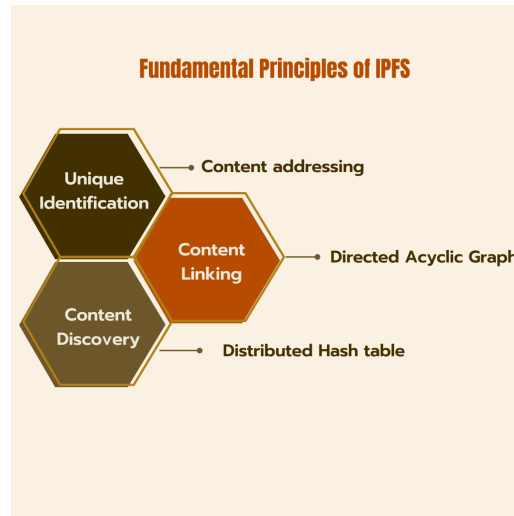 Fundamental Principles of IPFS
Unique
Identification
Content addressing
Content
Linking
Directed Acyclic Graph
Content
Discovery
Distributed Hash table